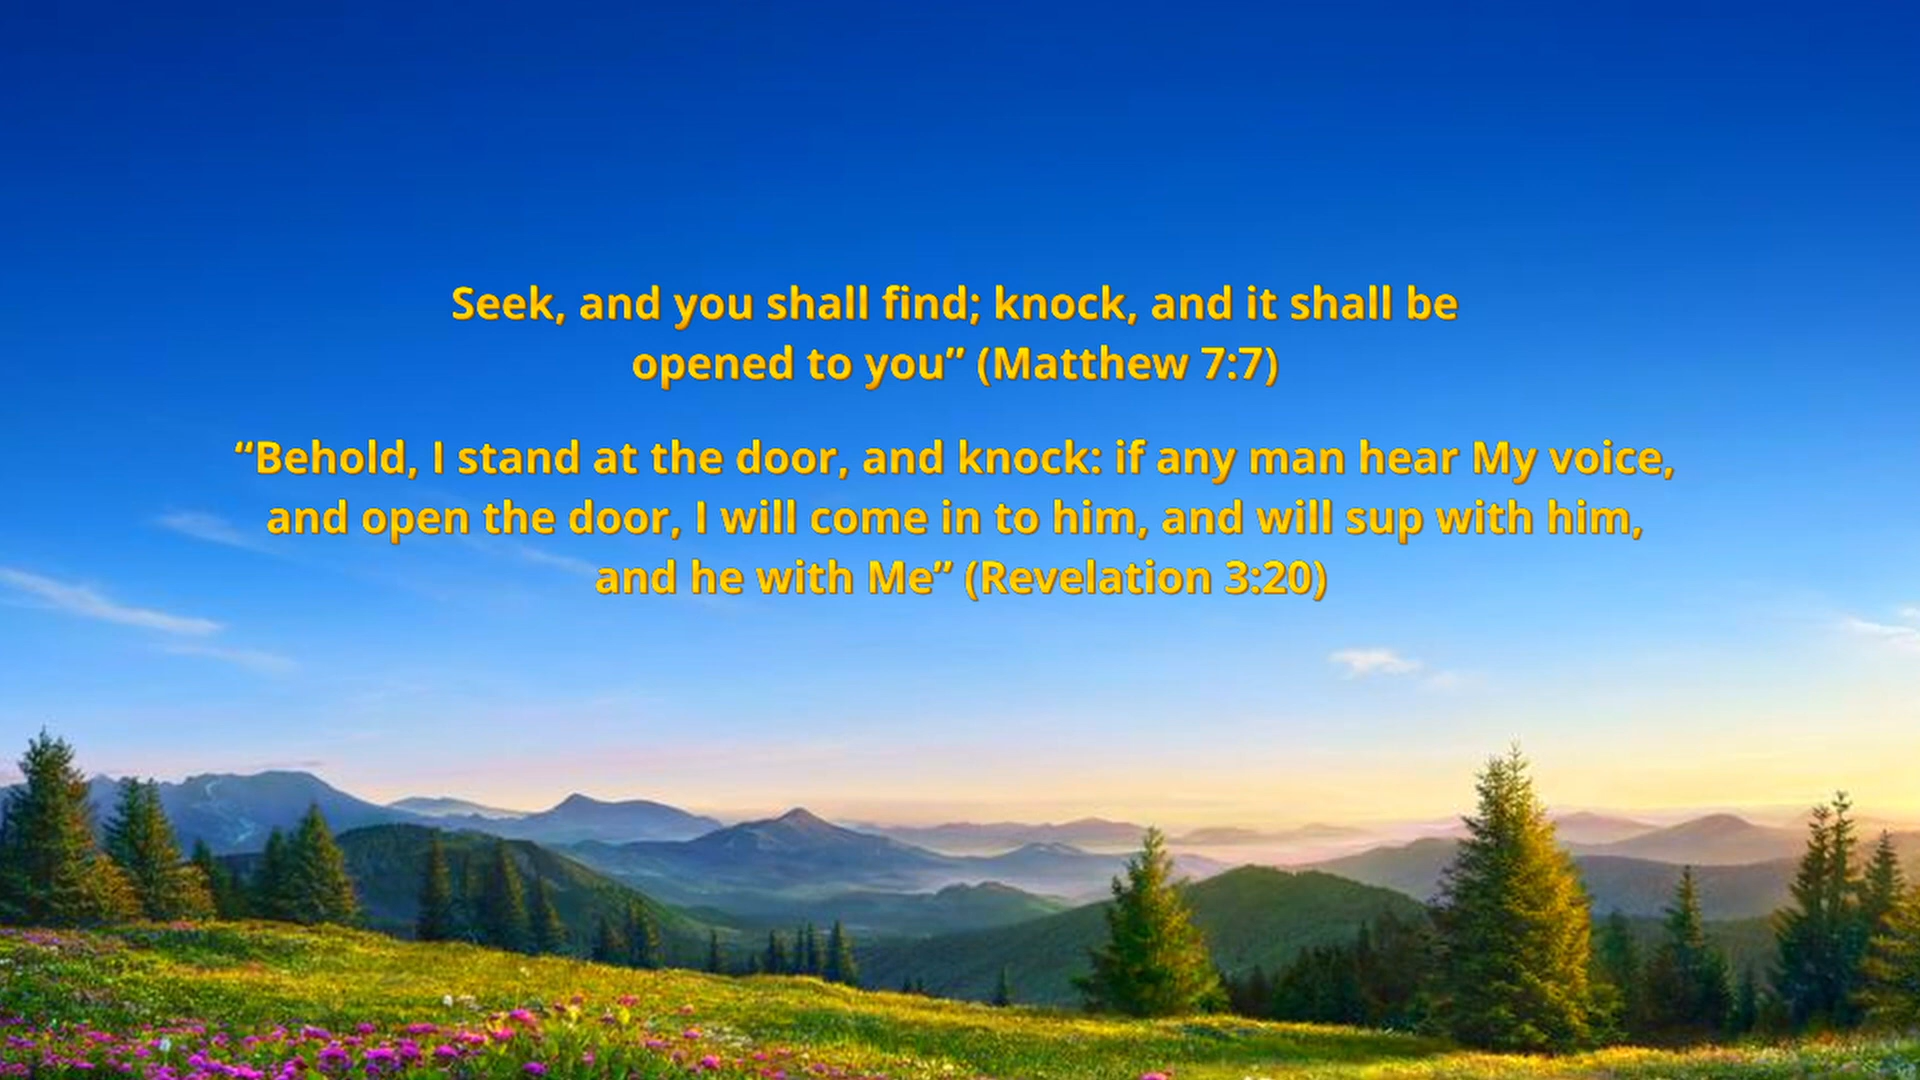 Seek, and you shall find; knock, and it shall be
opened to you” (Matthew 7:7)
“Behold, I stand at the door, and knock: if any man hear My voice,
and open the door, I will come in to him, and will sup with him,
and he with Me” (Revelation 3:20)